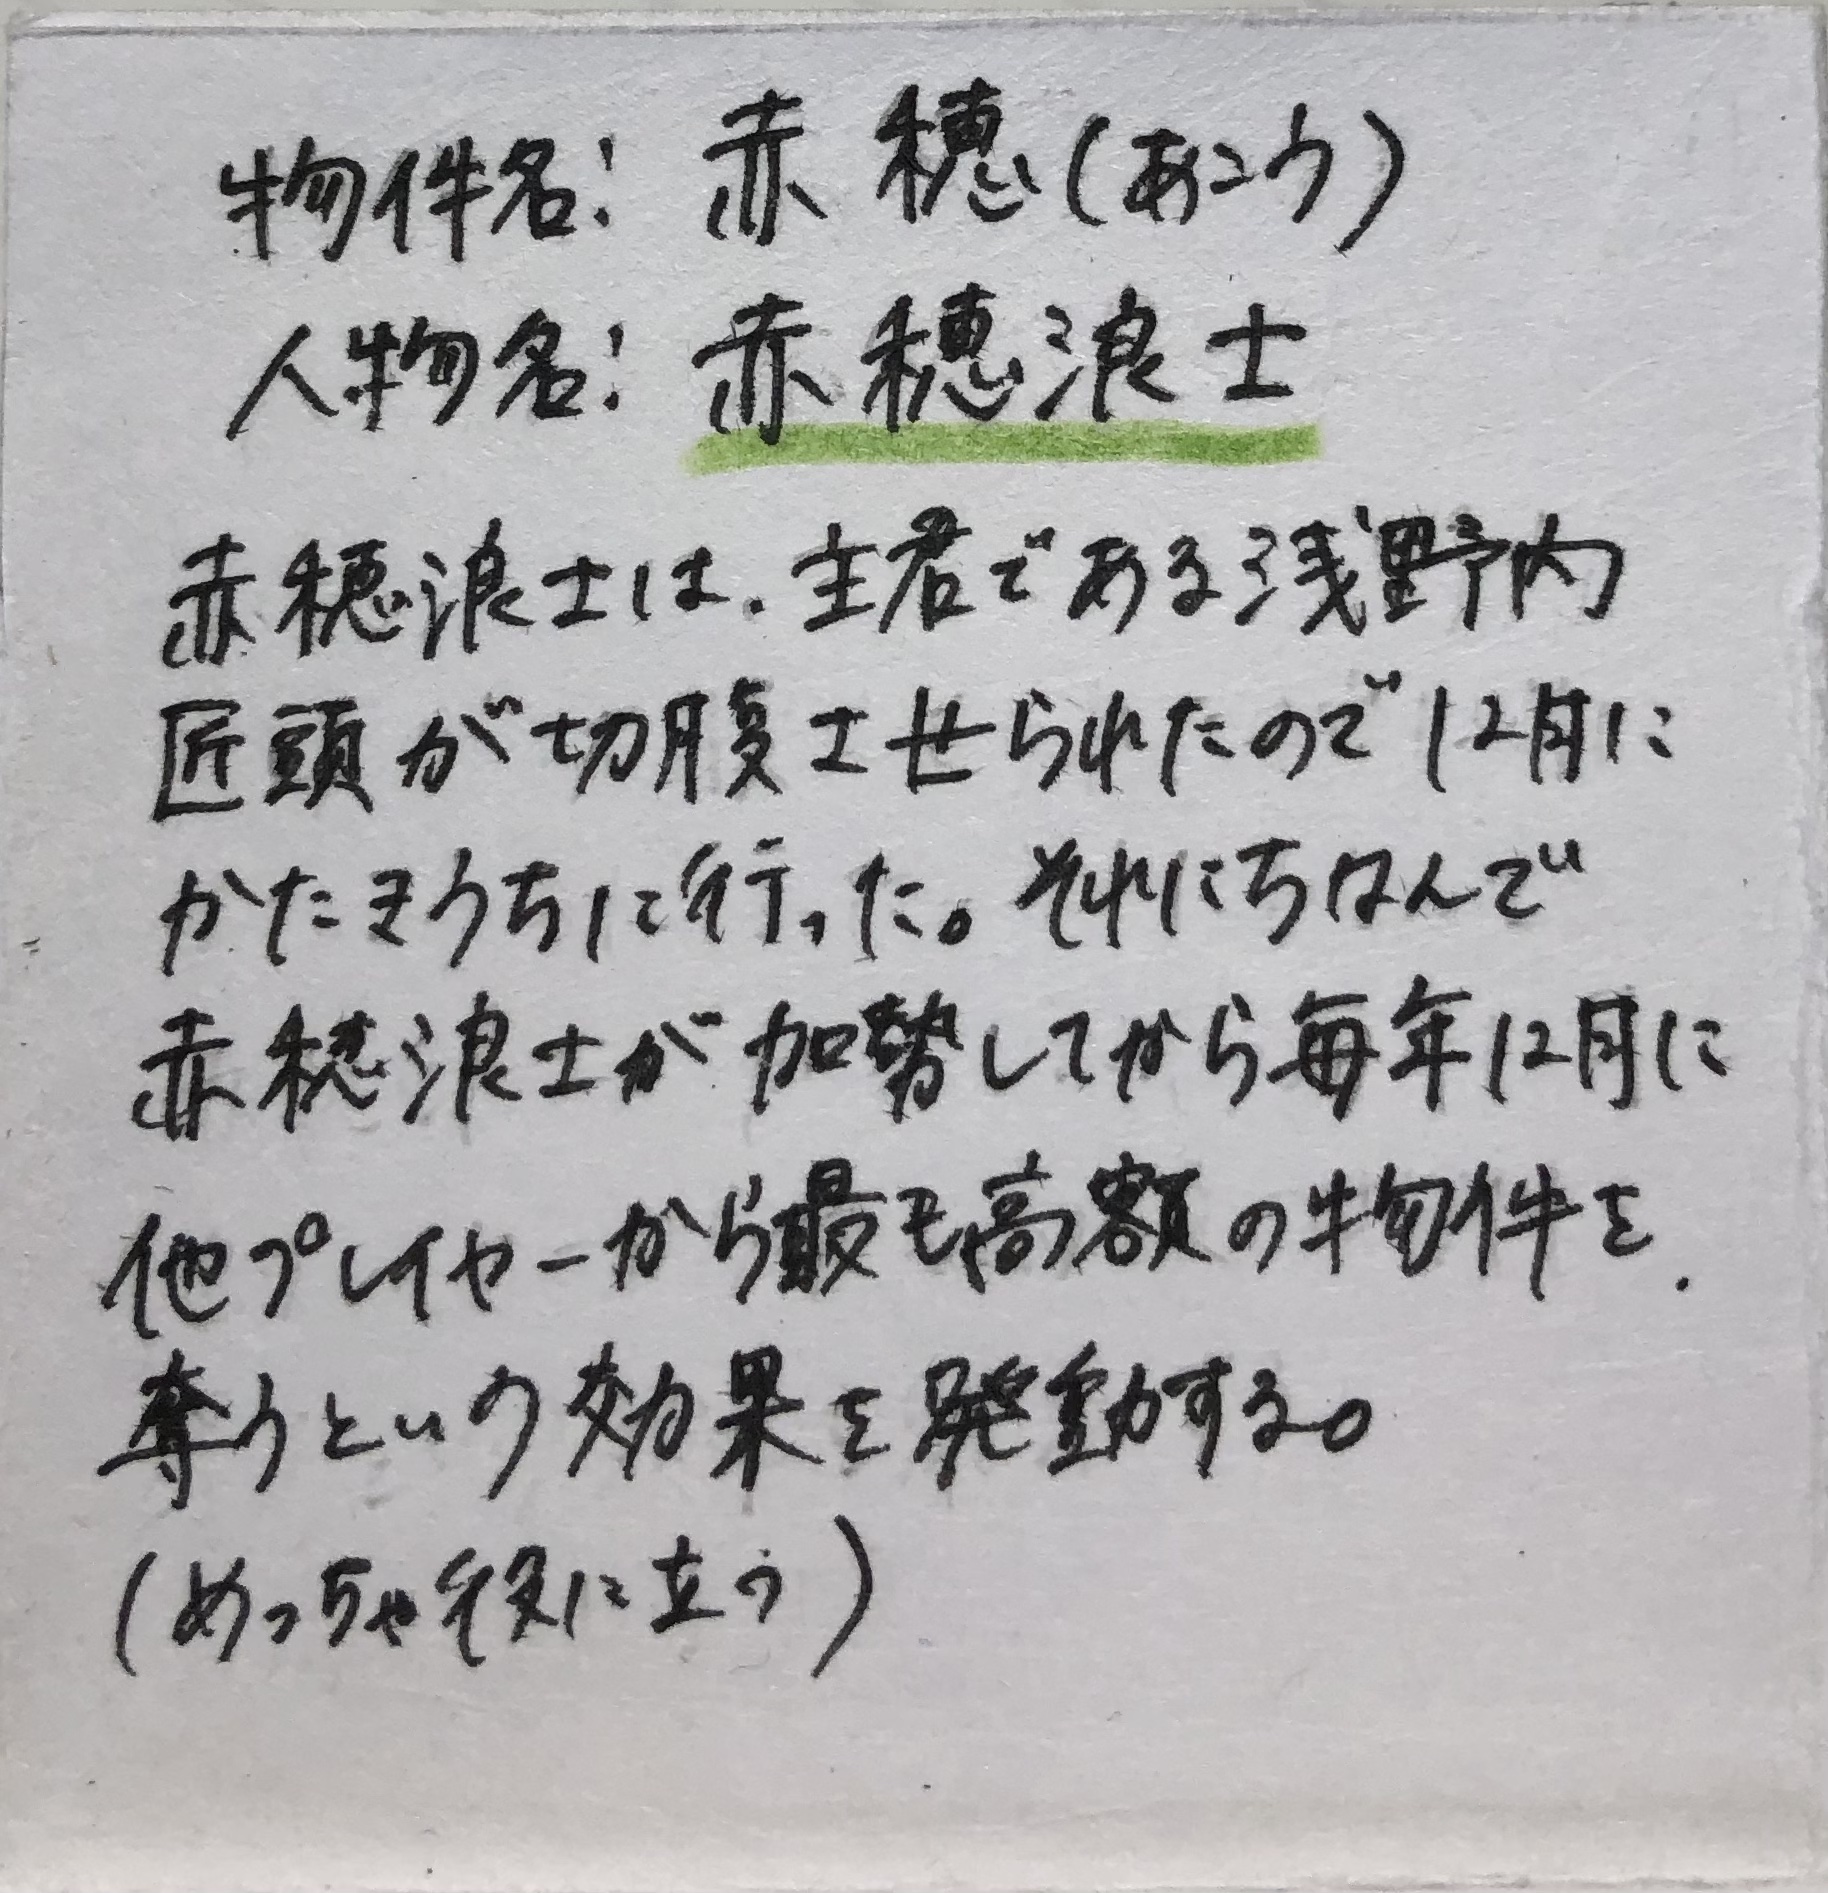 物件名: 赤穂(あこう)
人物名: 赤穂浪士
赤穂浪士は、主君である浅野内
匠頭が切腹させられたので12月に
かたきうちに行った。それにちなんで
赤穂浪士が加勢してから毎年12月に
他プレイヤーから最も高額の物件を、
奪うという効果を発動する。
(めっちゃ役に立つ)